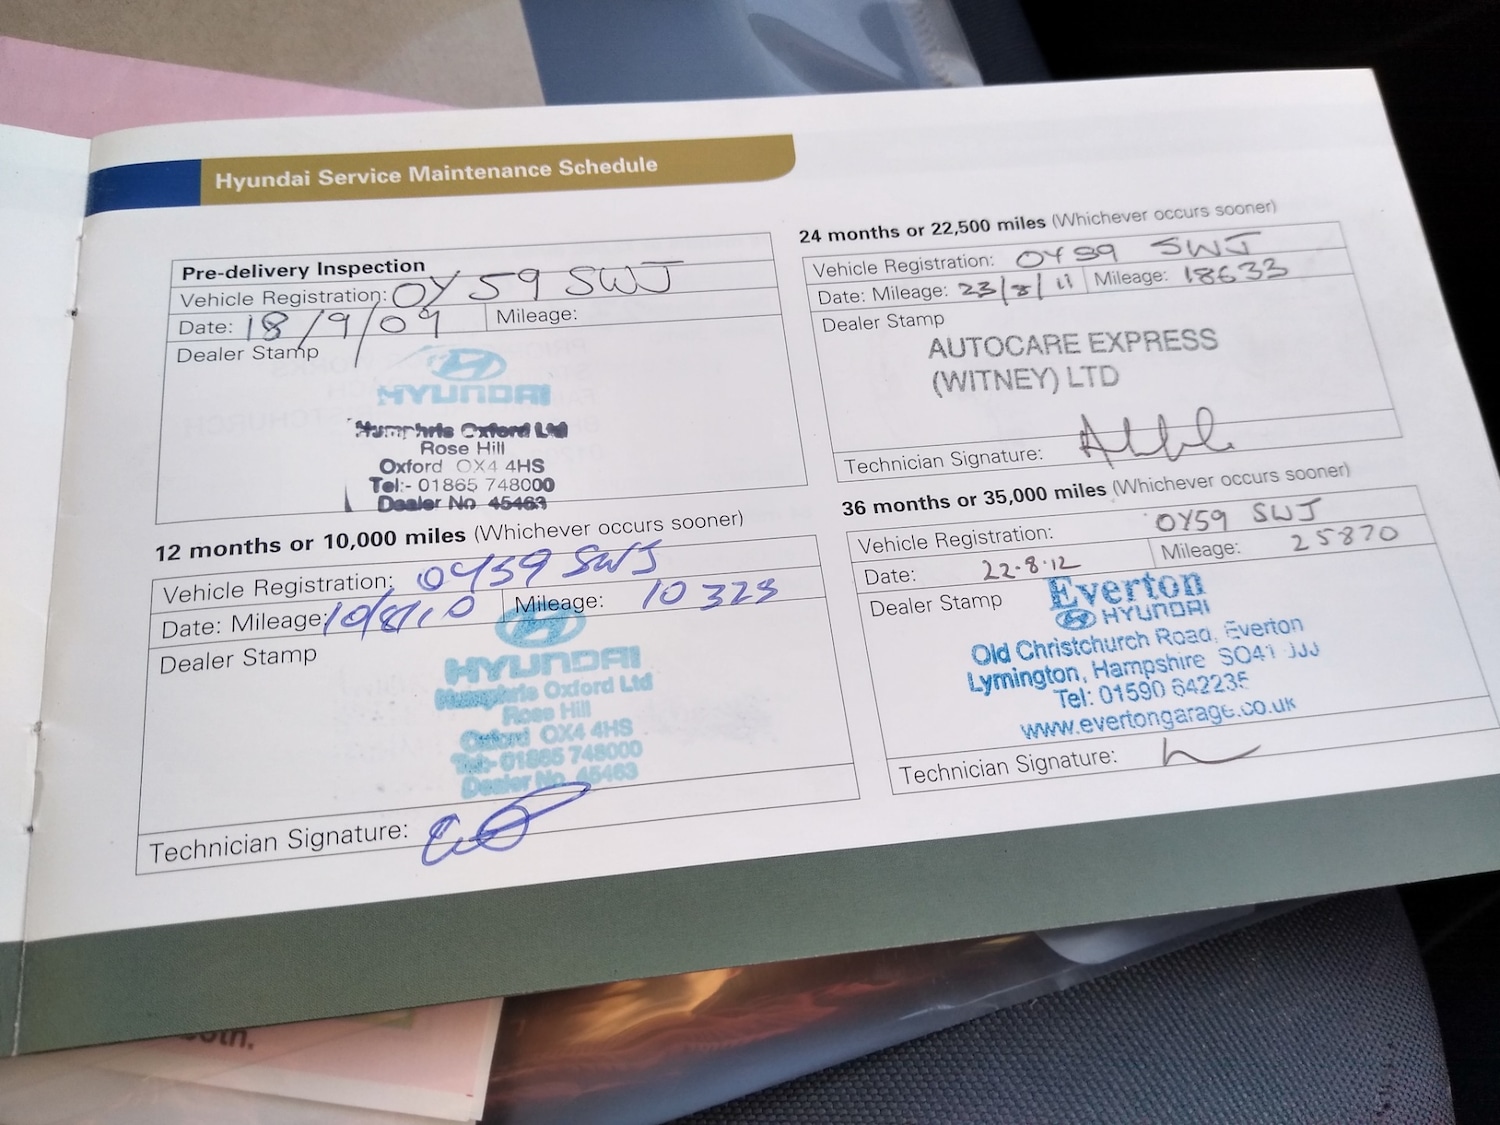 Hyundai Service Maintenance Schedule
Pre-delivery Inspection
Vehicle Registration: OY59 SWJ
Date: 18/9/09 Mileage:
Dealer Stamp
HYUNDAI
Humphris Oxford Ltd
Rose Hill
Oxford OX4 4HS
Tel:- 01865 748000
Dealer No. 45463
12 months or 10,000 miles (Whichever occurs sooner)
Vehicle Registration: OY59 SWJ
Date: Mileage: 10/8/10 Mileage: 10 323
Dealer Stamp
HYUNDAI
Humphris Oxford Ltd
Rose Hill
Oxford OX4 4HS
Tel:- 01865 748000
Dealer No. 45463
Technician Signature:
24 months or 22,500 miles (Whichever occurs sooner)
Vehicle Registration: OY59 SWJ
Date: Mileage: 23/8/11 Mileage: 18633
Dealer Stamp
AUTOCARE EXPRESS
(WITNEY) LTD
Technician Signature:
36 months or 35,000 miles (Whichever occurs sooner)
Vehicle Registration: OY59 SWJ
Date: 22.8.12 Mileage: 25870
Dealer Stamp
Everton
HYUNDAI
Old Christchurch Road, Everton
Lymington, Hampshire SO41
Tel: 01590 642235
www.evertongarage.co.uk
Technician Signature: